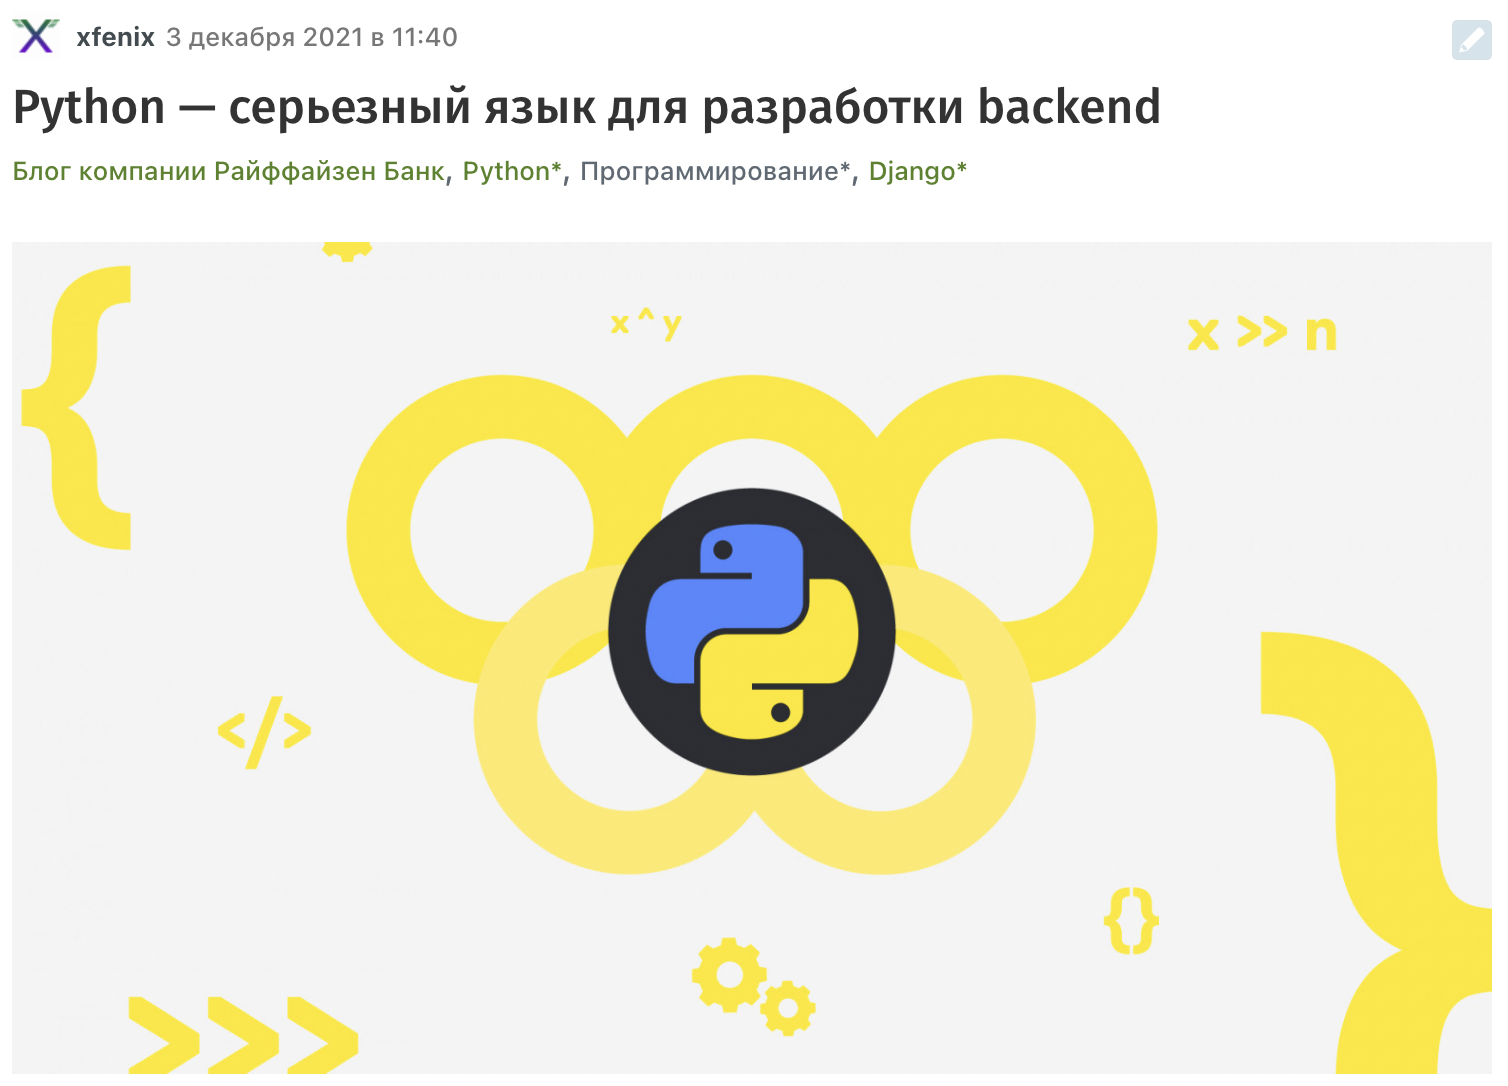 xfenix 3 декабря 2021 в 11:40
Python — серьезный язык для разработки backend
Блог компании Райффайзен Банк, Python*, Программирование*, Django*
{
x ^ y
x >> n
</>
{}
>>>
}